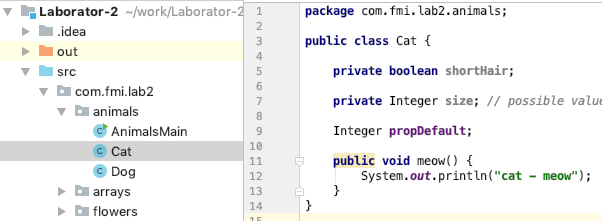 Laborator-2 ~/work/Laborator-2
.idea
out
src
com.fmi.lab2
animals
AnimalsMain
Cat
Dog
arrays
flowers
1 package com.fmi.lab2.animals;
2
3 public class Cat {
4
5 private boolean shortHair;
6
7 private Integer size; // possible value
8
9 Integer propDefault;
10
11 public void meow() {
12 System.out.println("cat - meow");
13 }
14 }
15